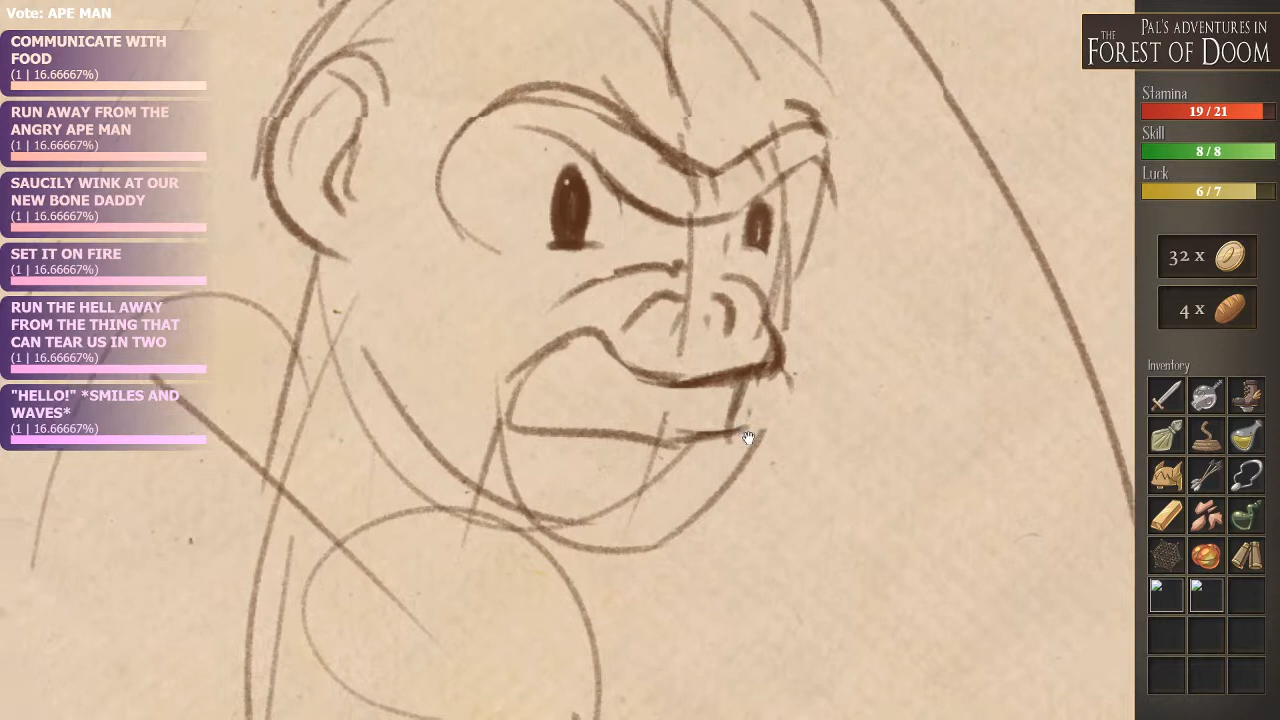 Vote: APE MAN
COMMUNICATE WITH
FOOD
(1 | 16.66667%)
RUN AWAY FROM THE
ANGRY APE MAN
(1 | 16.66667%)
SAUCILY WINK AT OUR
NEW BONE DADDY
(1 | 16.66667%)
SET IT ON FIRE
(1 | 16.66667%)
RUN THE HELL AWAY
FROM THE THING THAT
CAN TEAR US IN TWO
(1 | 16.66667%)
"HELLO!" *SMILES AND
WAVES*
(1 | 16.66667%)
PAL'S ADVENTURES IN
THE FOREST OF DOOM
Stamina
19 / 21
Skill
8 / 8
Luck
6 / 7
32 x
4 x
Inventory